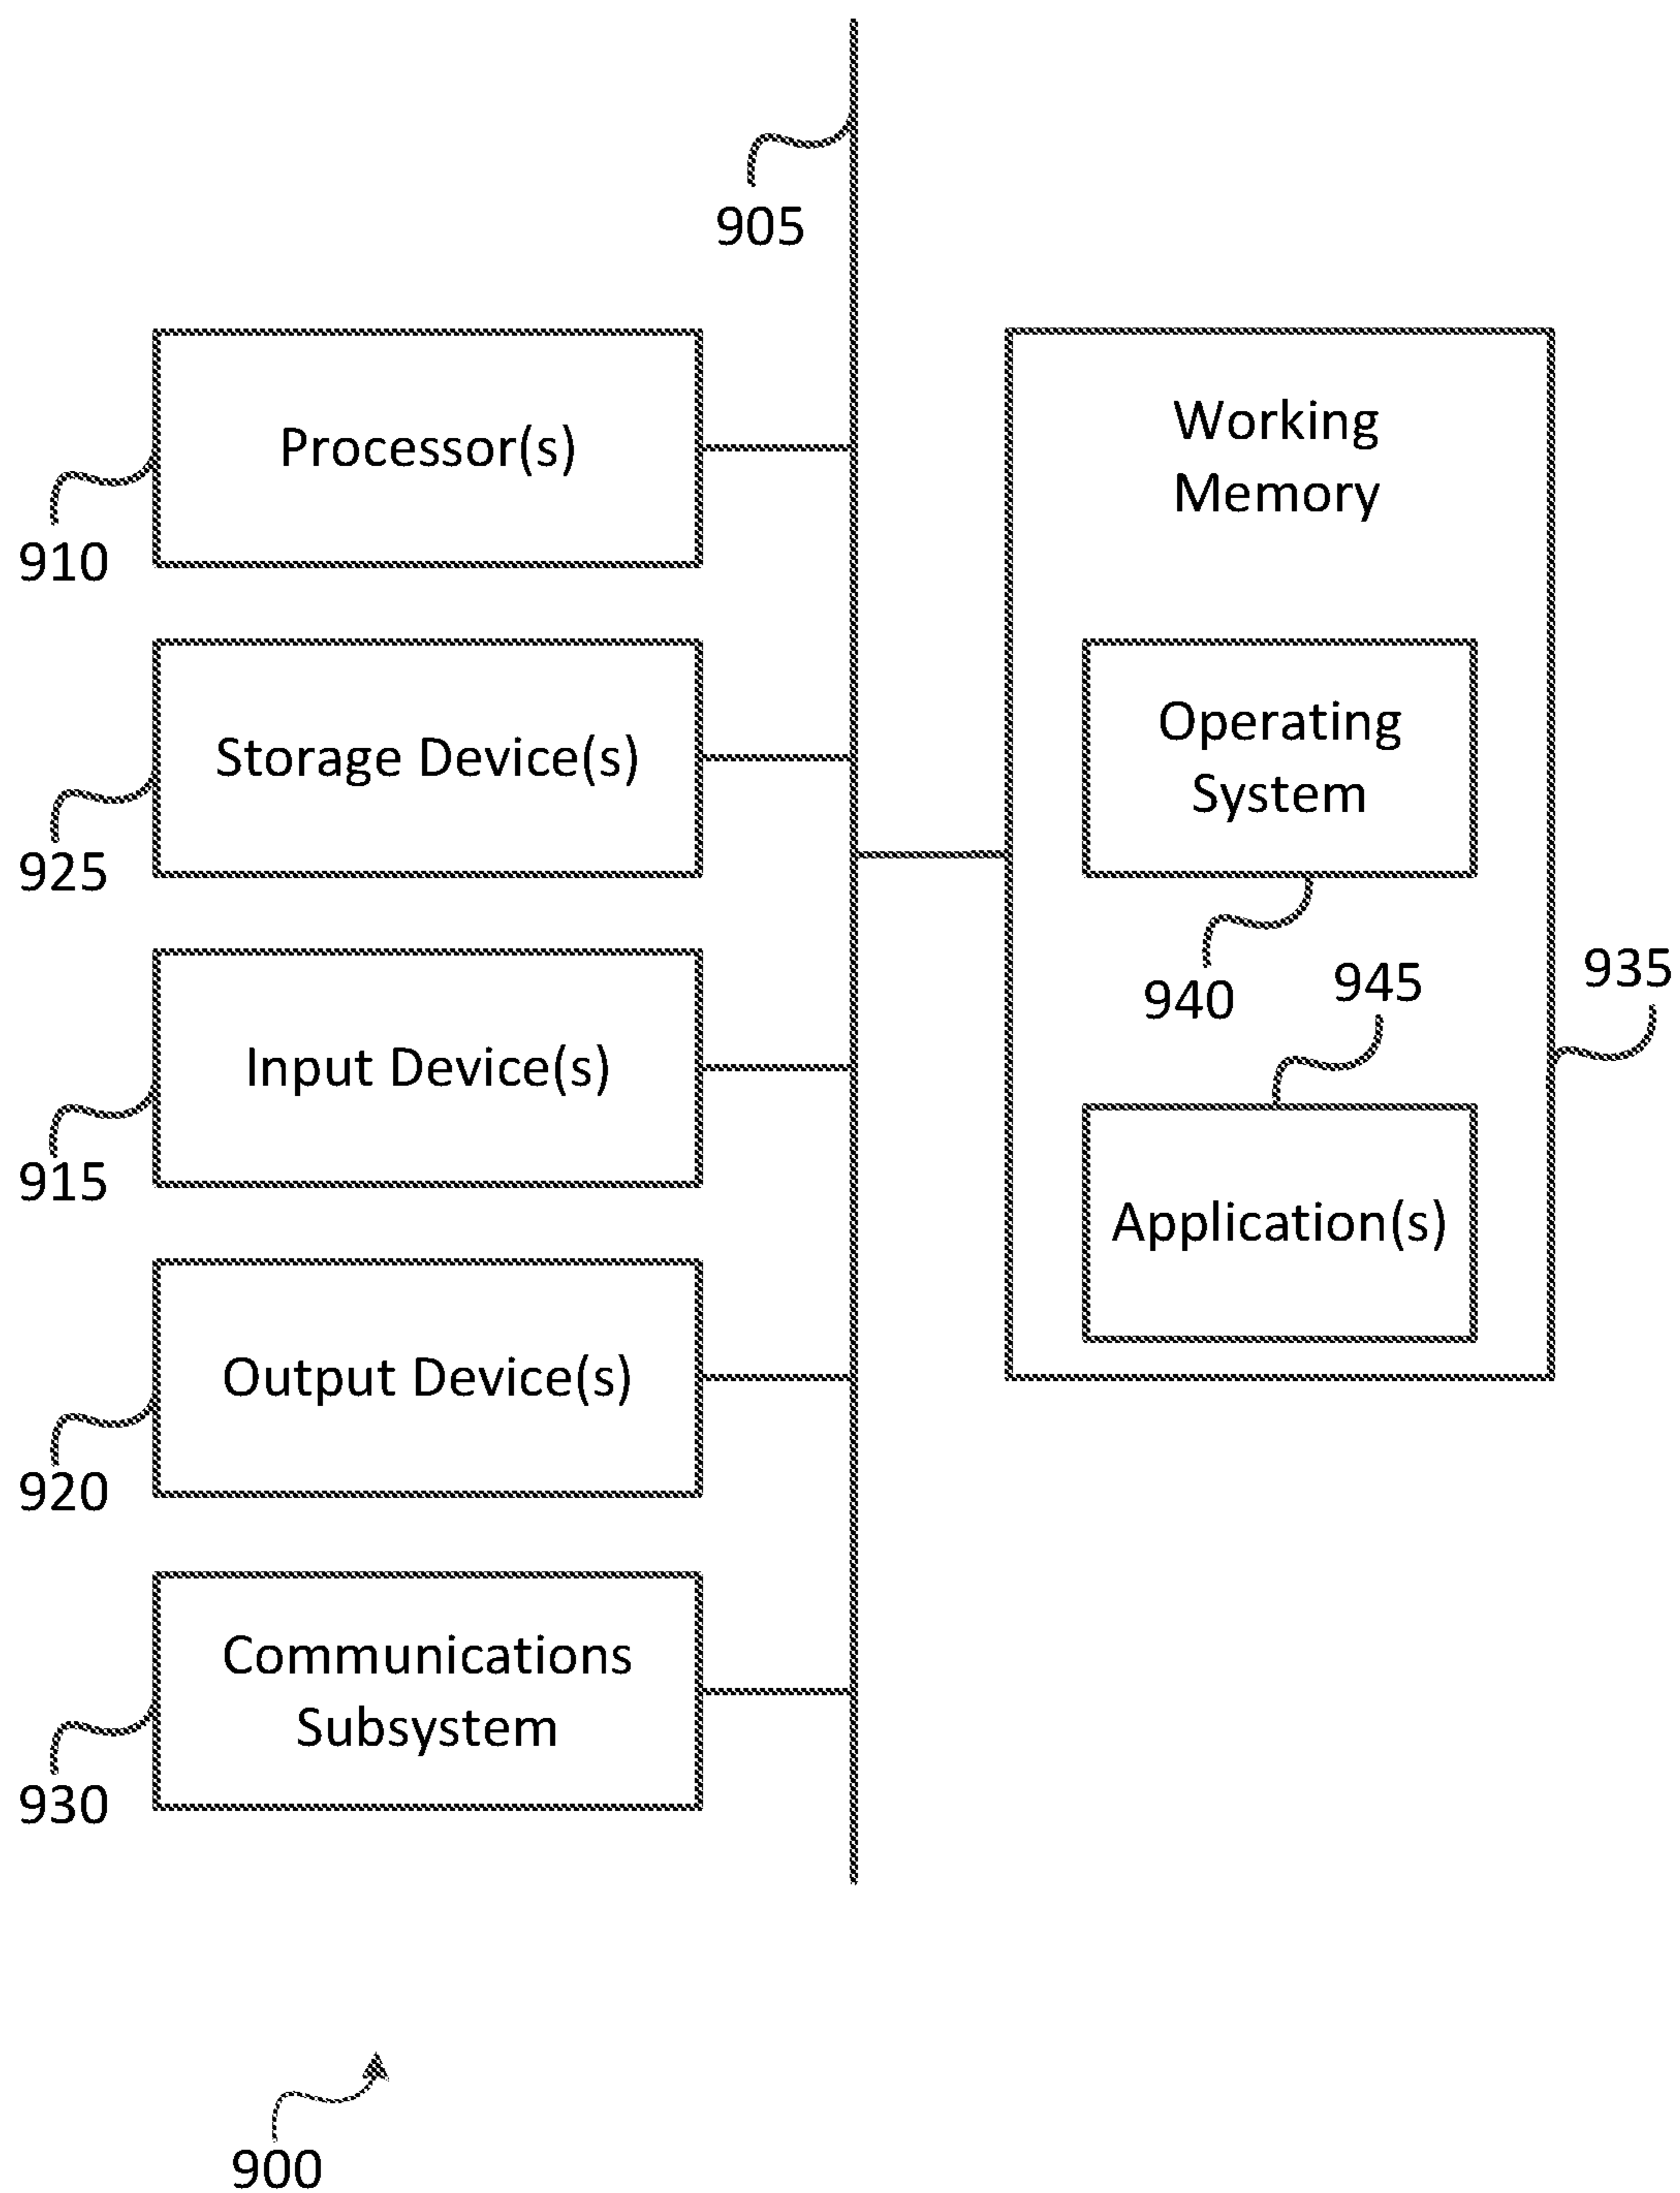 905
Processor(s)
910
Storage Device(s)
925
Input Device(s)
915
Output Device(s)
920
Communications
Subsystem
930
Working
Memory
Operating
System
940
945
935
Application(s)
900